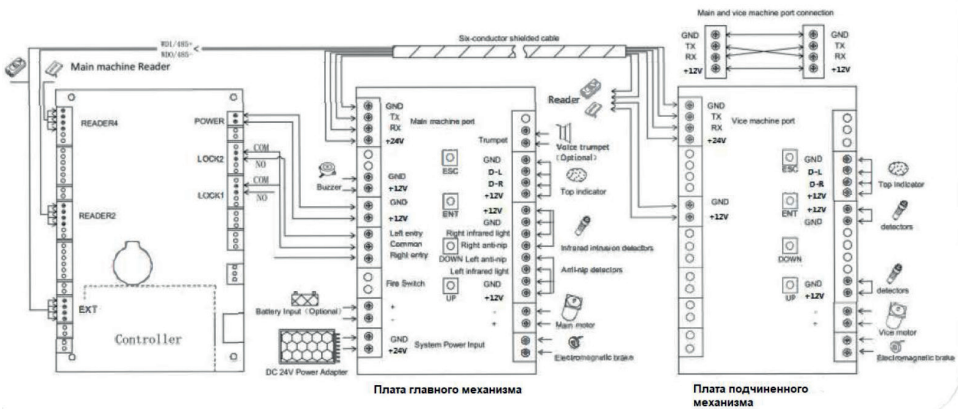 Main and vice machine port connection
GND
TX
RX
+12V
GND
TX
RX
+12V
WD1/485+
WD0/485-
Six-conductor shielded cable
Main machine Reader
READER4
POWER
LOCK2
LOCK1
READER2
EXT
Controller
COM
NO
COM
NO
Buzzer
Battery Input (Optional)
DC 24V Power Adapter
GND
TX
RX
+24V
Main machine port
GND
+12V
GND
+12V
Left entry
Common
Right entry
Fire Switch
+
-
GND
+24V
System Power Input
ESC
ENT
DOWN
UP
Trumpet
GND
D-L
D-R
+12V
+12V
GND
Right infrared light
Right anti-nip
Left anti-nip
Left infrared light
GND
+12V
-
+
Reader
Voice trumpet
(Optional)
Top indicator
Infrared intrusion detectors
Anti-nip detectors
Main motor
Electromagnetic brake
GND
TX
RX
+24V
Vice machine port
GND
+12V
ESC
ENT
DOWN
UP
GND
D-L
D-R
+12V
+12V
GND
GND
+12V
-
+
Top Indicator
detectors
detectors
Vice motor
Electromagnetic brake
Плата главного механизма
Плата подчиненного
механизма